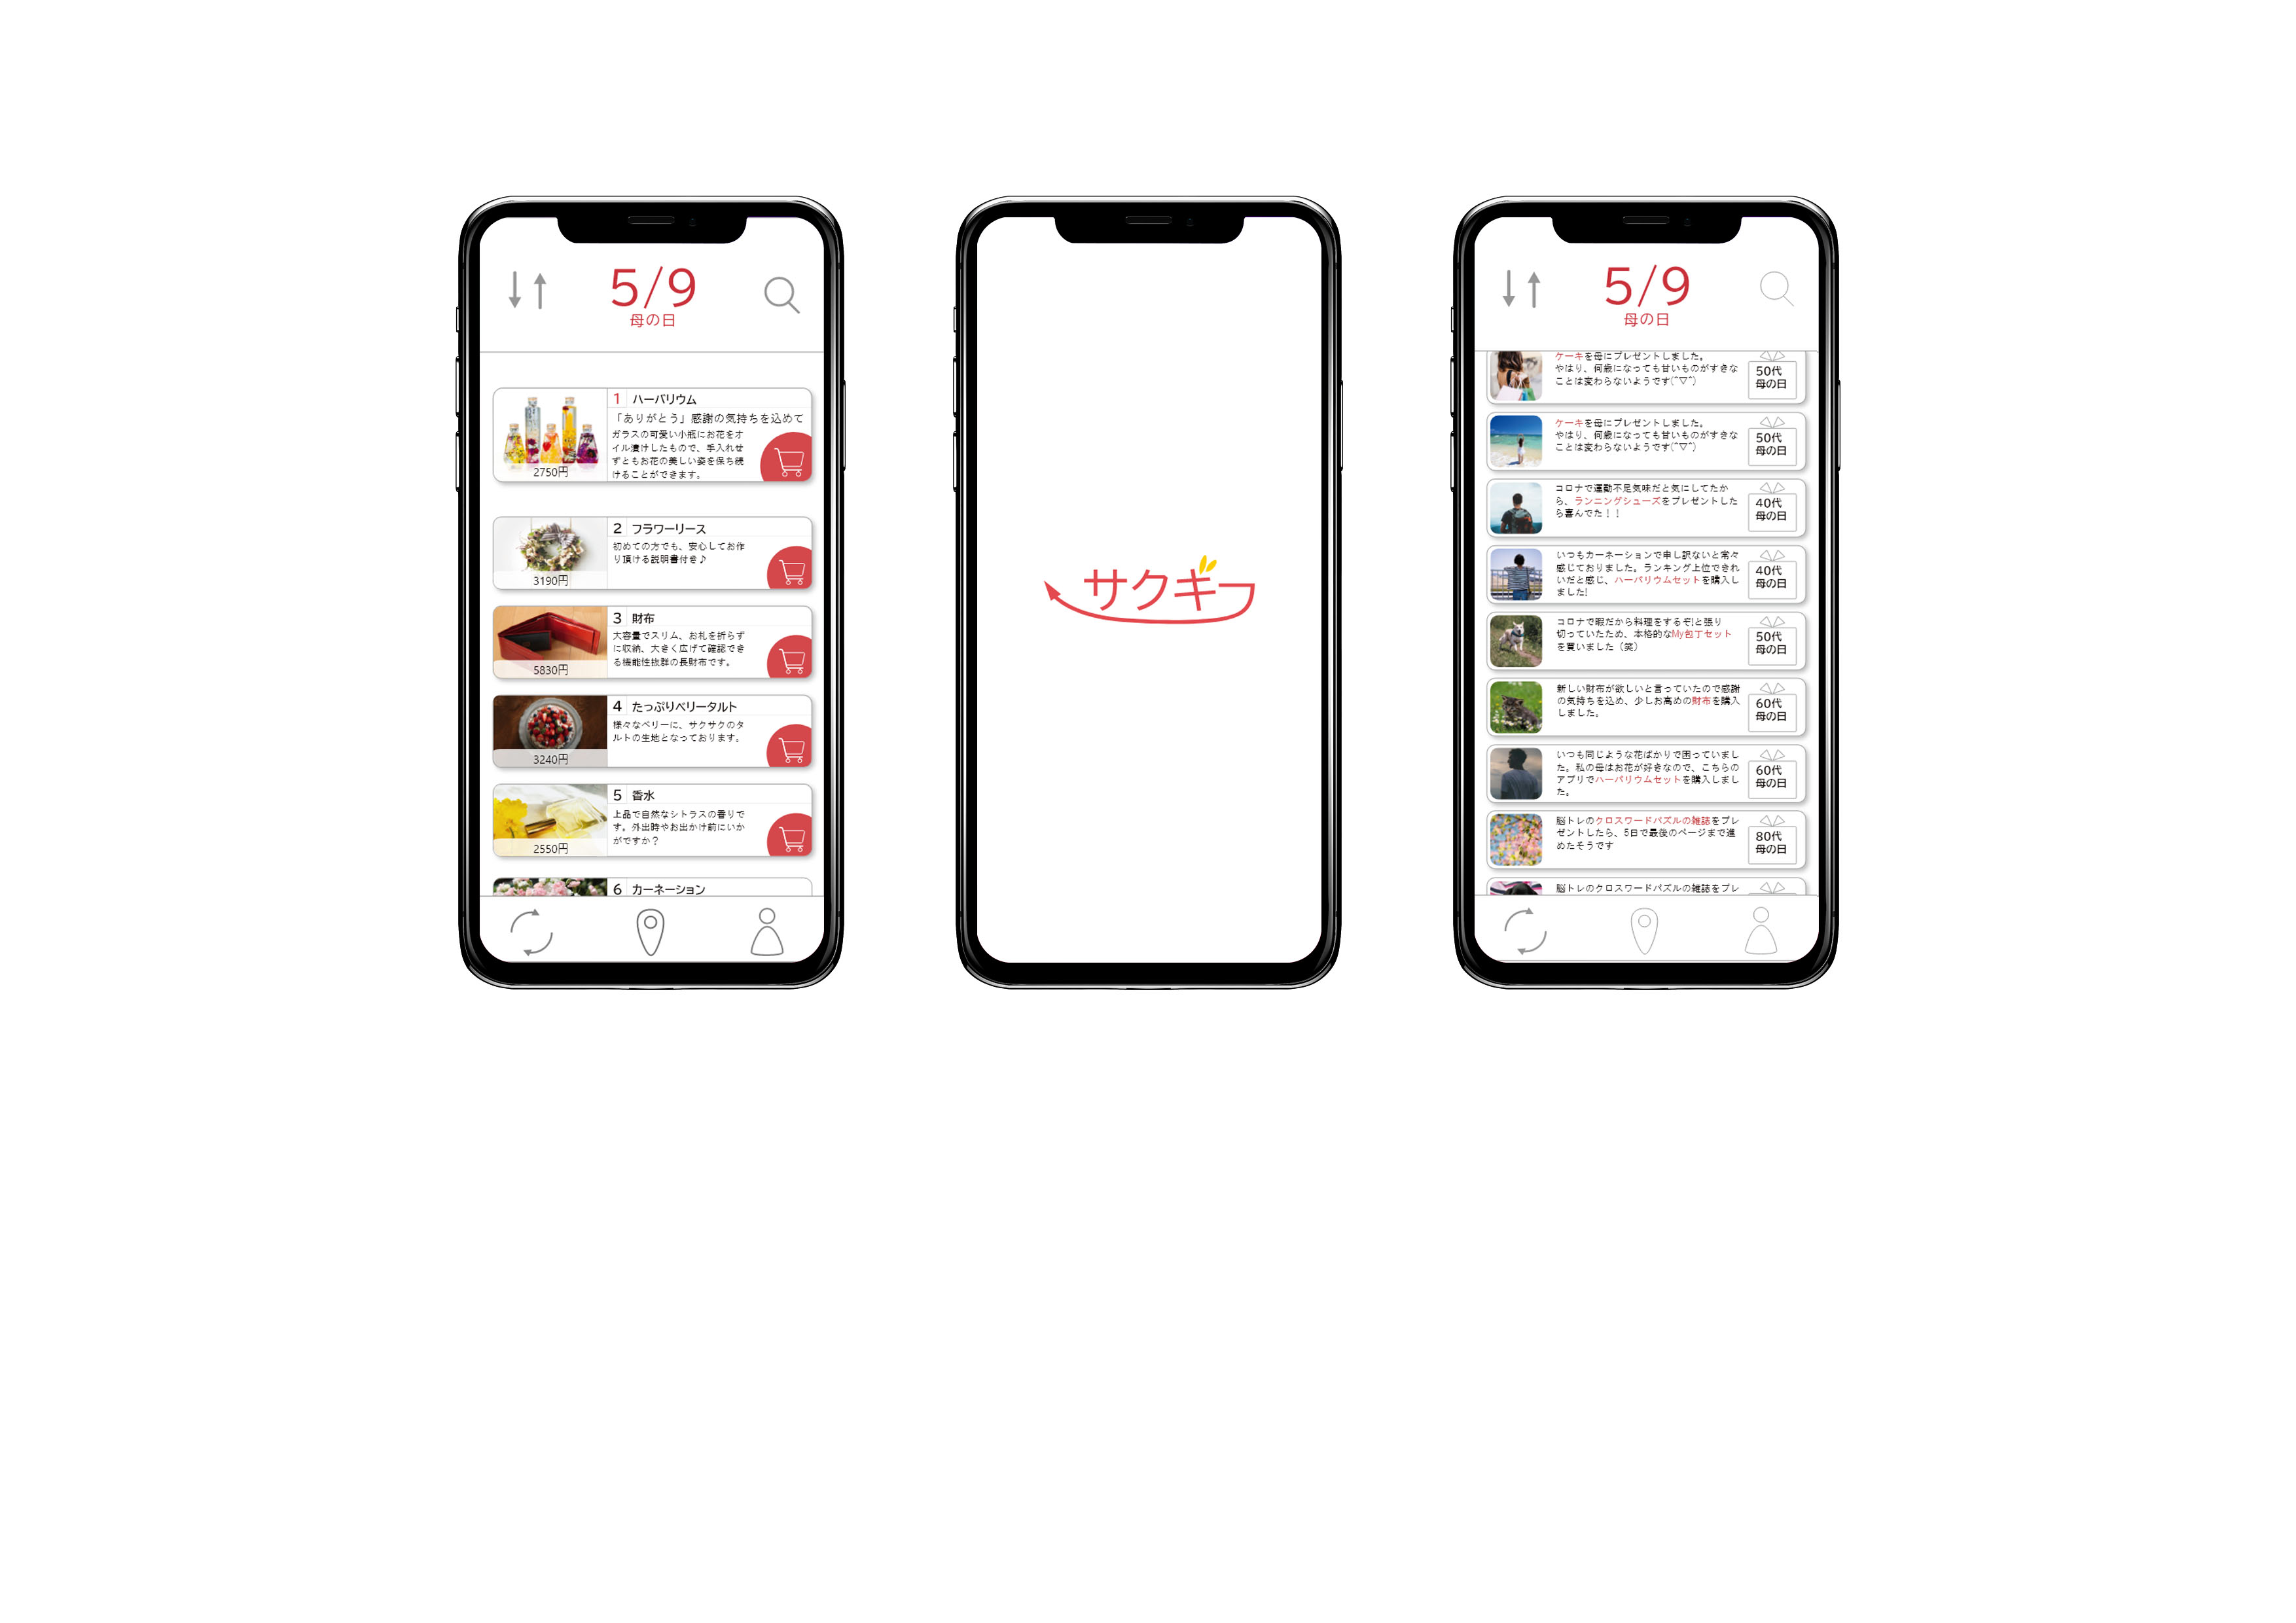 5/9
母の日
1 ハーバリウム
「ありがとう」感謝の気持ちを込めて
ガラスの可愛い小瓶にお花をオ
イル漬けしたもので、手入れせ
ずともお花の美しい姿を保ち続
けることができます。
2750円
2 フラワーリース
初めての方でも、安心してお作
り頂ける説明書付き♪
3190円
3 財布
大容量でスリム、お札を折らず
に収納、大きく広げて確認でき
る機能性抜群の長財布です。
5830円
4 たっぷりベリータルト
様々なベリーに、サクサクのタ
ルトの生地となっております。
3240円
5 香水
上品で自然なシトラスの香りで
す。外出時やお出かけ前にいか
がですか？
2550円
6 カーネーション
サクギフ
5/9
母の日
ケーキを母にプレゼントしました。
やはり、何歳になっても甘いものがすきな
ことは変わらないようです(^▽^)
50代
母の日
ケーキを母にプレゼントしました。
やはり、何歳になっても甘いものがすきな
ことは変わらないようです(^▽^)
50代
母の日
コロナで運動不足気味だと気にしてたか
ら、ランニングシューズをプレゼントした
ら喜んでた！！
40代
母の日
いつもカーネーションで申し訳ないと常々
感じておりました。ランキング上位できれ
いだと感じ、ハーバリウムセットを購入し
ました!
40代
母の日
コロナで暇だから料理をするぞ!と張り
切っていたため、本格的なMy包丁セット
を買いました（笑）
50代
母の日
新しい財布が欲しいと言っていたので感謝
の気持ちを込め、少しお高めの財布を購入
しました。
60代
母の日
いつも同じような花ばかりで困っていまし
た。私の母はお花が好きなので、こちらの
アプリでハーバリウムセットを購入しまし
た。
60代
母の日
脳トレのクロスワードパズルの雑誌をプレ
ゼントしたら、5日で最後のページまで進
めたそうです
80代
母の日
脳トレのクロスワードパズルの雑誌をプレ